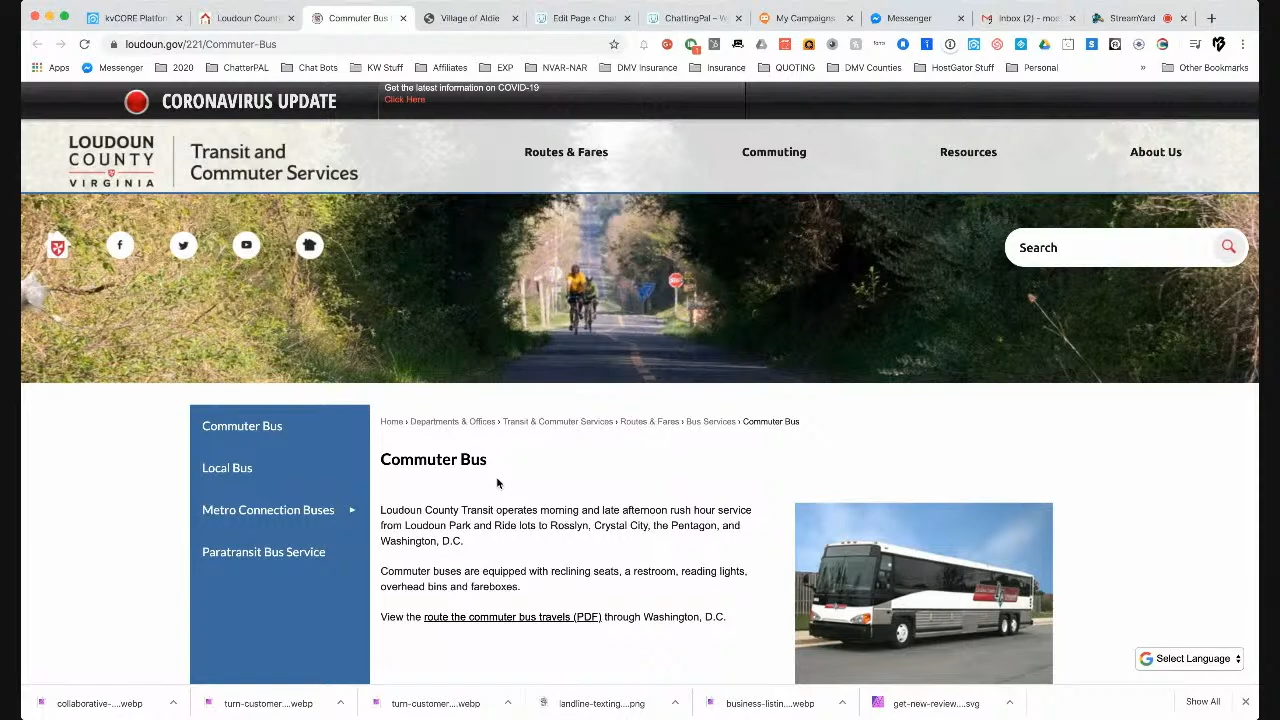 kvCORE Platfor
Loudoun County
Commuter Bus
Village of Aldie
Edit Page ‹ Chat
ChattingPal – W
My Campaigns
Messenger
Inbox (2) – mos
StreamYard
loudoun.gov/221/Commuter-Bus
Apps
Messenger
2020
ChatterPAL
Chat Bots
KW Stuff
Affiliates
EXP
NVAR-NAR
DMV Insurance
Insurance
QUOTING
DMV Counties
HostGator Stuff
Personal
»
Other Bookmarks
CORONAVIRUS UPDATE
Get the latest information on COVID-19
Click Here
LOUDOUN
COUNTY
VIRGINIA
Transit and
Commuter Services
Routes & Fares
Commuting
Resources
About Us
Search
Commuter Bus
Local Bus
Metro Connection Buses
Paratransit Bus Service
Home › Departments & Offices › Transit & Commuter Services › Routes & Fares › Bus Services › Commuter Bus
Commuter Bus
Loudoun County Transit operates morning and late afternoon rush hour service
from Loudoun Park and Ride lots to Rosslyn, Crystal City, the Pentagon, and
Washington, D.C.
Commuter buses are equipped with reclining seats, a restroom, reading lights,
overhead bins and fareboxes.
View the route the commuter bus travels (PDF) through Washington, D.C.
Select Language
collaborative-....webp
turn-customer....webp
turn-customer....webp
landline-texting....png
business-listin....webp
get-new-review....svg
Show All